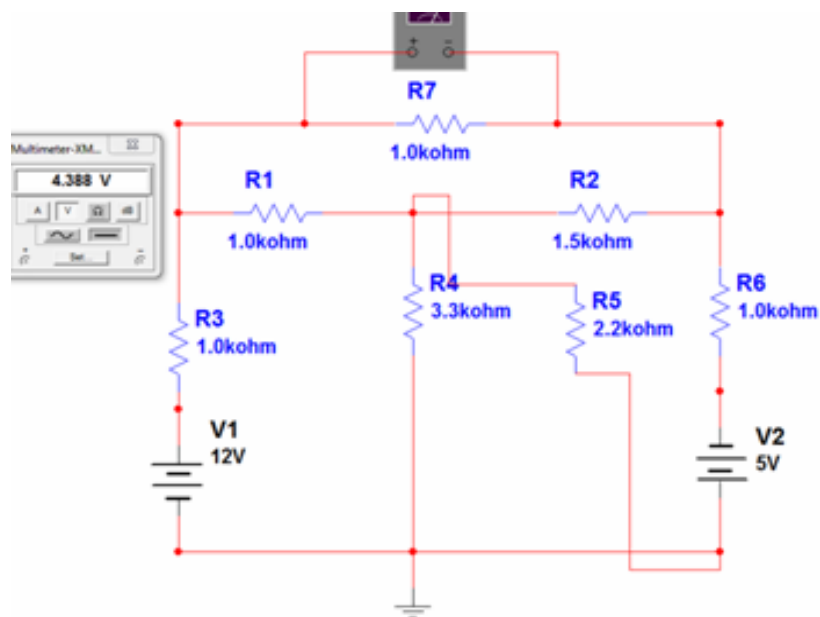 + −
R7
1.0kohm
Multimeter-XM...
4.388 V
A V Ω dB
Set...
+ −
R1
1.0kohm
R2
1.5kohm
R3
1.0kohm
R4
3.3kohm
R5
2.2kohm
R6
1.0kohm
V1
12V
V2
5V